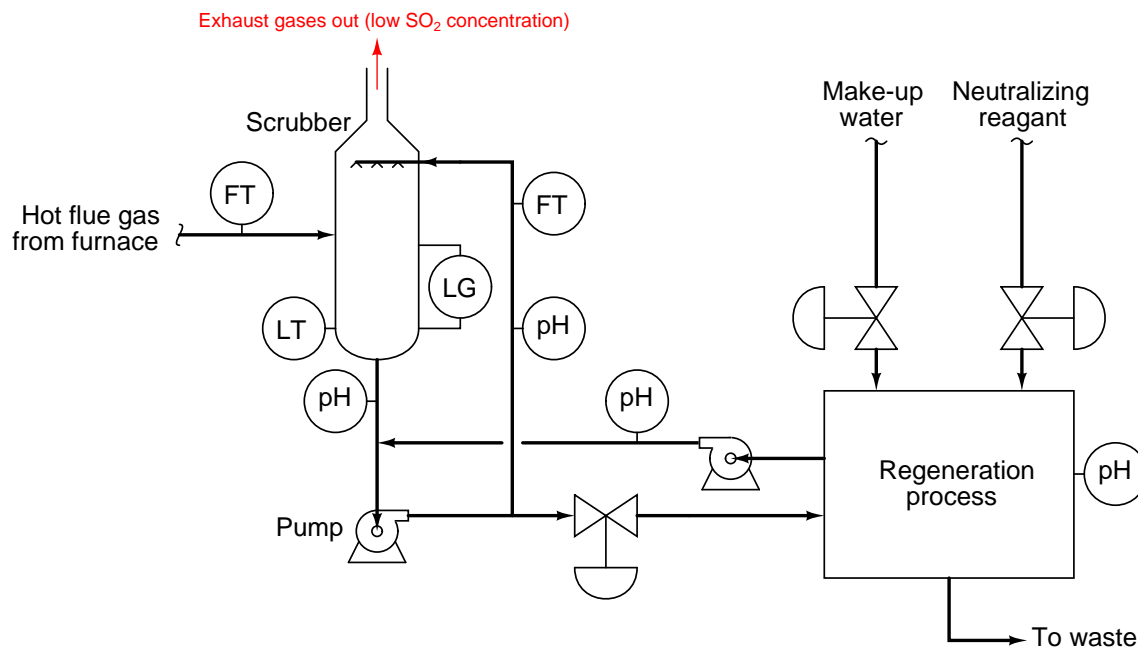 Exhaust gases out (low SO₂ concentration)
Make-up
water
Neutralizing
reagant
Scrubber
FT
FT
Hot flue gas
from furnace
LG
LT
pH
pH
pH
Regeneration
process
pH
Pump
To waste